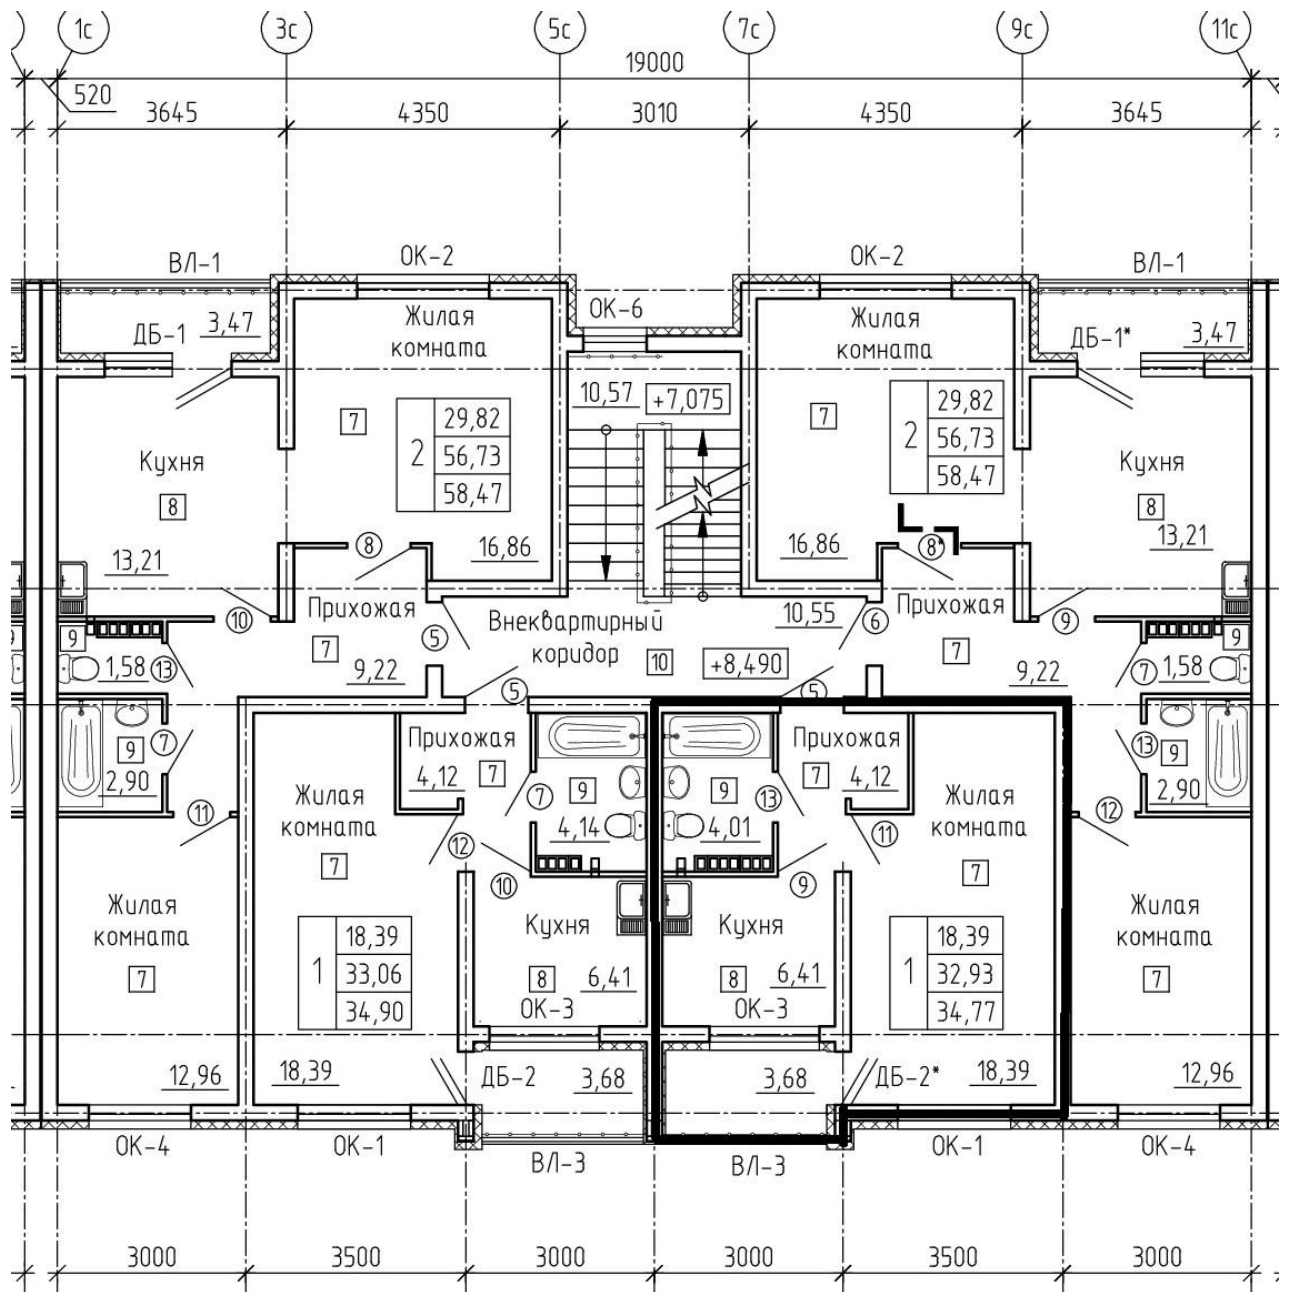 1с 3с 5с 7с 9с 11с
19000
520
3645 4350 3010 4350 3645
ВЛ-1 ОК-2 ОК-2 ВЛ-1
ОК-6
ДБ-1 3,47 Жилая Жилая ДБ-1* 3,47
комната комната
10,57 +7,075
7 7
2 29,82 2 29,82
56,73 56,73
58,47 58,47
Кухня Кухня
8 8
13,21 8 16,86 16,86 8* 13,21
10 Прихожая Внеквартирный 10,55 6 Прихожая 9
5 коридор
9 7 10 +8,490 7 9
1,58 13 9,22 5 5 9,22 7 1,58
9 7 Прихожая Прихожая 13 9
2,90 4,12 7 7 4,12 2,90
11 Жилая 7 9 9 13 Жилая 12
комната 4,14 4,01 комната
12 11
7 10 9 7
Жилая Кухня Кухня Жилая
комната комната
1 18,39 1 18,39
33,06 32,93
34,90 34,77
7 8 6,41 8 6,41 7
ОК-3 ОК-3
12,96 18,39 ДБ-2 3,68 3,68 ДБ-2* 18,39 12,96
ОК-4 ОК-1 ВЛ-3 ВЛ-3 ОК-1 ОК-4
3000 3500 3000 3000 3500 3000